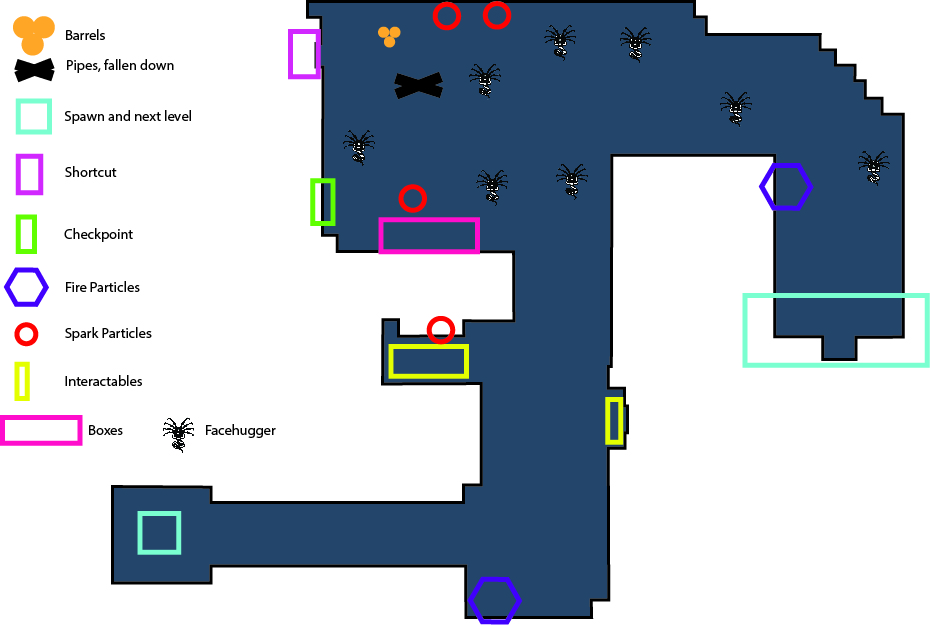 Barrels
Pipes, fallen down
Spawn and next level
Shortcut
Checkpoint
Fire Particles
Spark Particles
Interactables
Boxes
Facehugger